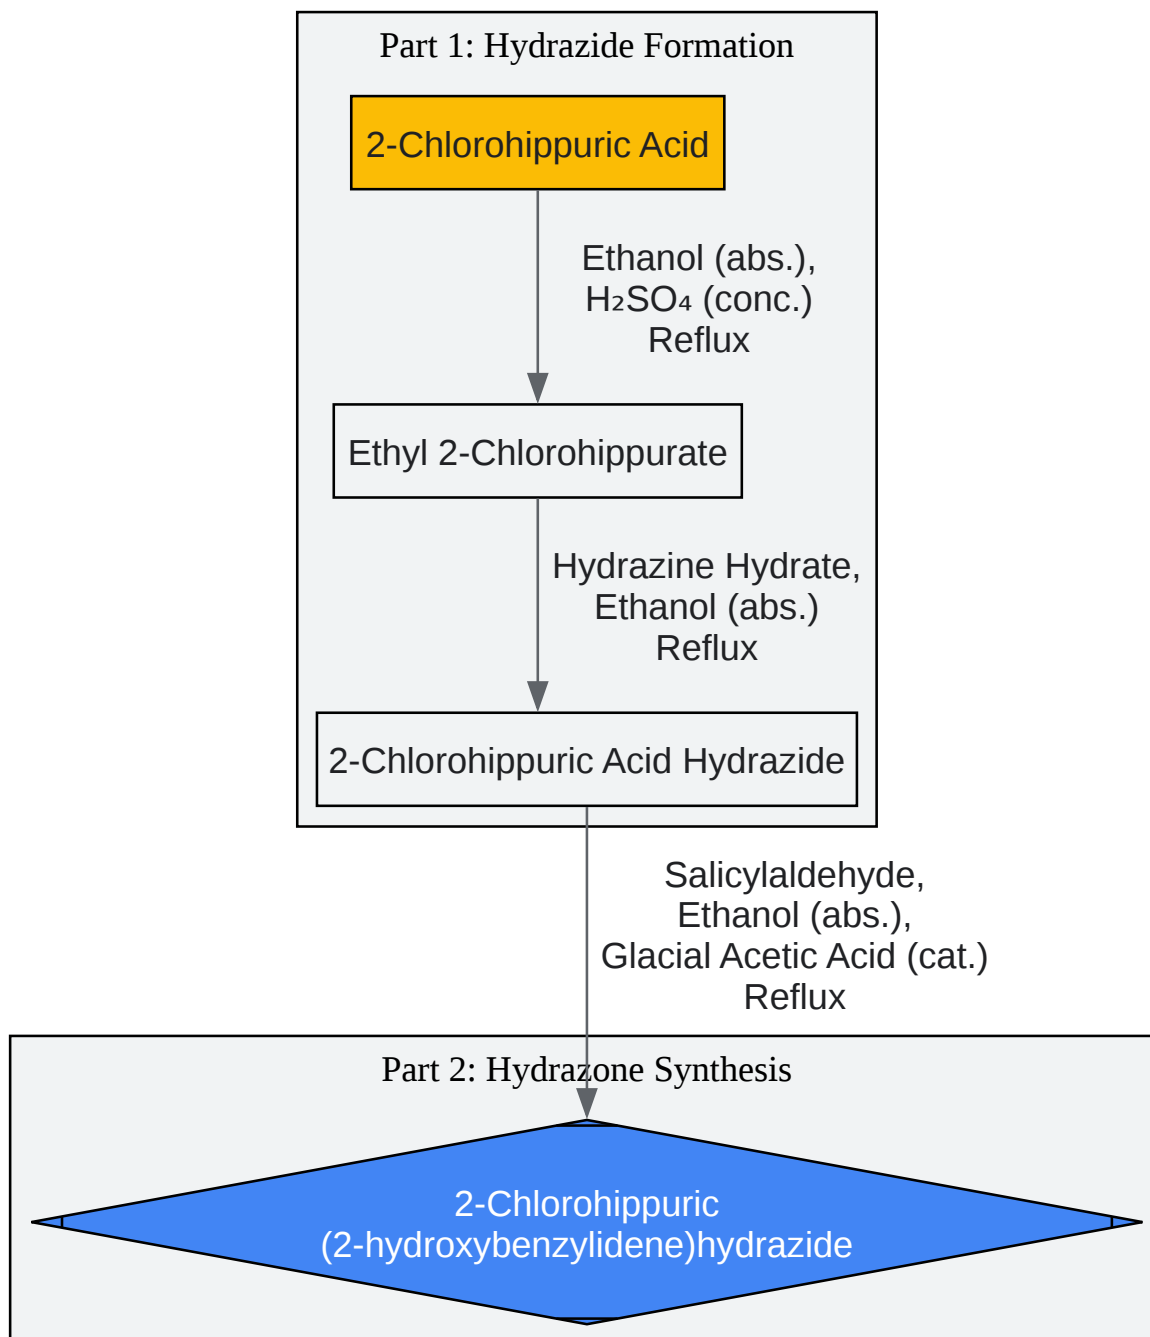 Part 1: Hydrazide Formation
2-Chlorohippuric Acid
Ethanol (abs.),
H₂SO₄ (conc.)
Reflux
Ethyl 2-Chlorohippurate
Hydrazine Hydrate,
Ethanol (abs.)
Reflux
2-Chlorohippuric Acid Hydrazide
Salicylaldehyde,
Ethanol (abs.),
Glacial Acetic Acid (cat.)
Reflux
Part 2: Hydrazone Synthesis
2-Chlorohippuric
(2-hydroxybenzylidene)hydrazide